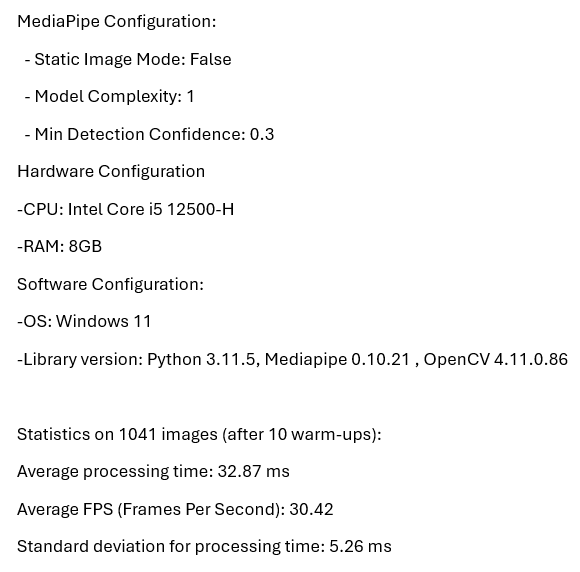 MediaPipe Configuration:
- Static Image Mode: False
- Model Complexity: 1
- Min Detection Confidence: 0.3
Hardware Configuration
-CPU: Intel Core i5 12500-H
-RAM: 8GB
Software Configuration:
-OS: Windows 11
-Library version: Python 3.11.5, Mediapipe 0.10.21 , OpenCV 4.11.0.86
Statistics on 1041 images (after 10 warm-ups):
Average processing time: 32.87 ms
Average FPS (Frames Per Second): 30.42
Standard deviation for processing time: 5.26 ms